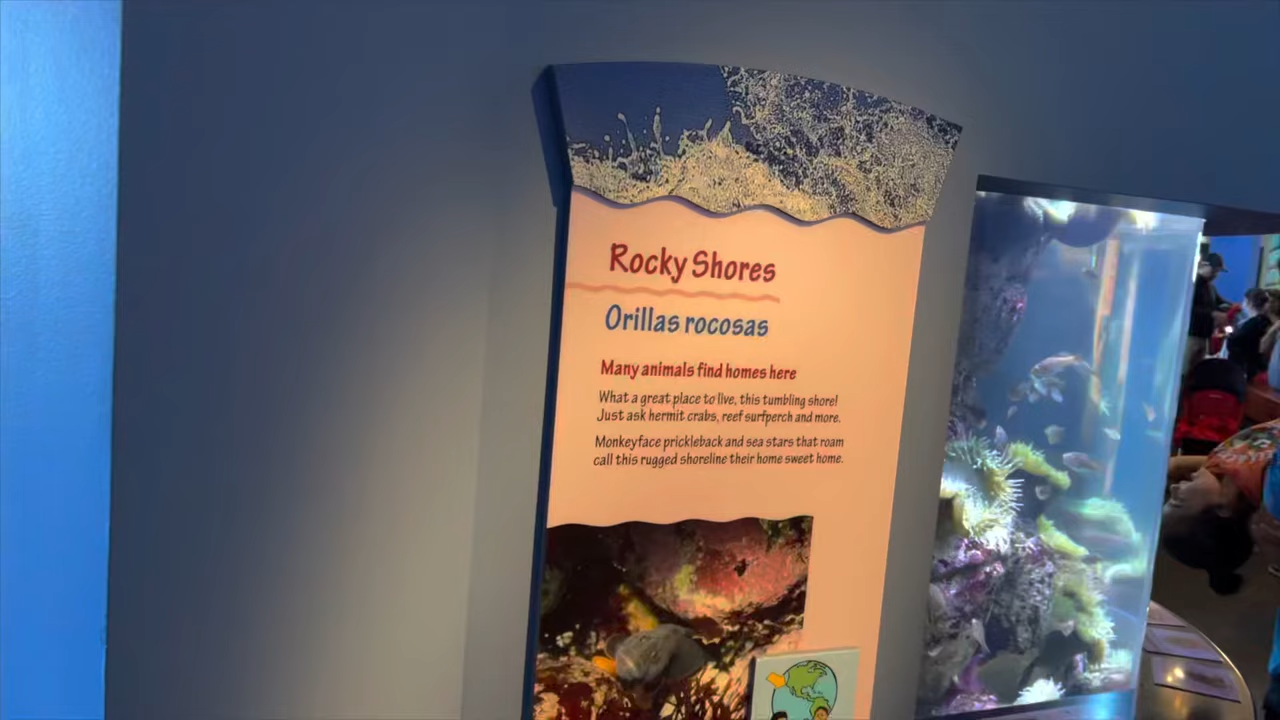 Rocky Shores
Orillas rocosas
Many animals find homes here
What a great place to live, this tumbling shore!
Just ask hermit crabs, reef surfperch and more.
Monkeyface prickleback and sea stars that roam
call this rugged shoreline their home sweet home.